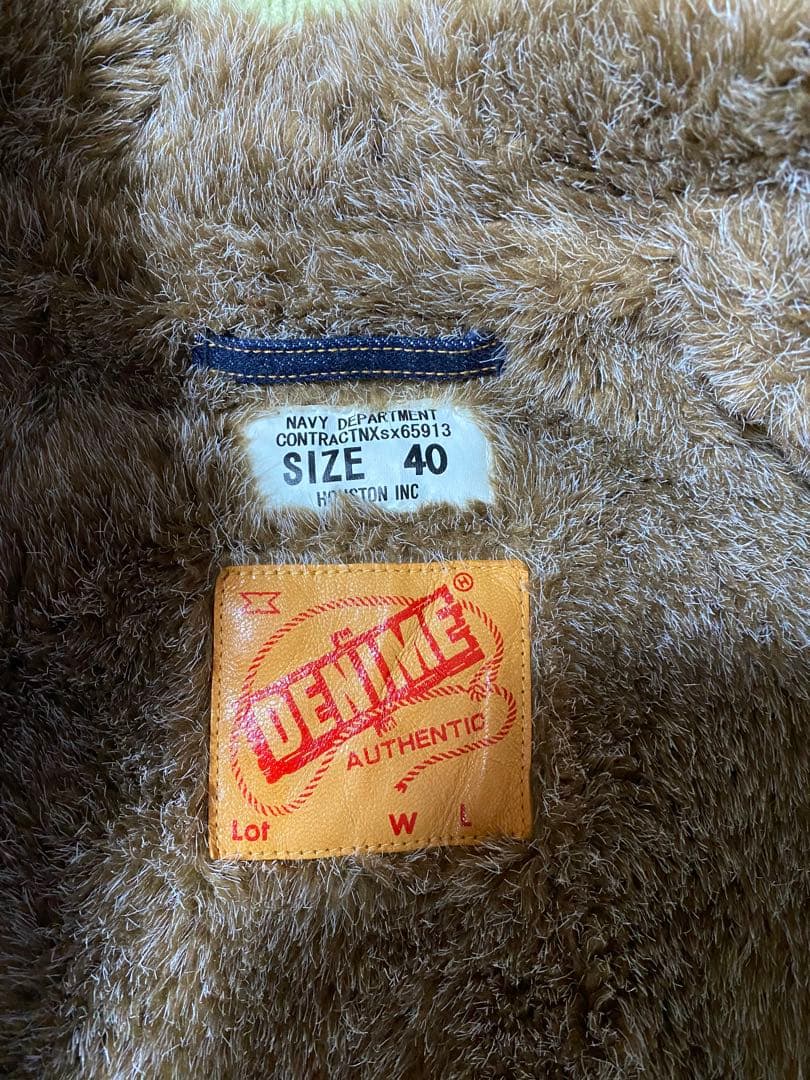 NAVY DEPARTMENT
CONTRACTNXsx65913
SIZE 40
HOUSTON INC
H
DENIME
AUTHENTIC
Lot W L